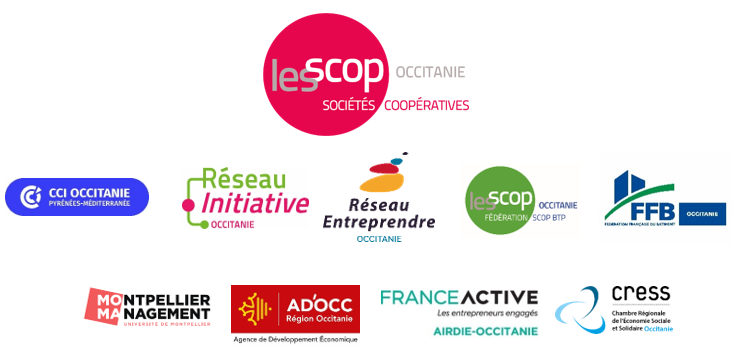 lesscop OCCITANIE
SOCIÉTÉS COOPÉRATIVES
CCI OCCITANIE
PYRÉNÉES-MÉDITERRANÉE
Réseau
Initiative
OCCITANIE
Réseau
Entreprendre
OCCITANIE
lesscop OCCITANIE
FÉDÉRATION SCOP BTP
FFB OCCITANIE
FEDERATION FRANÇAISE DU BATIMENT
MONTPELLIER
MANAGEMENT
UNIVERSITÉ DE MONTPELLIER
AD'OCC
Région Occitanie
Agence de Développement Économique
FRANCEACTIVE
Les entrepreneurs engagés
AIRDIE-OCCITANIE
cress
Chambre Régionale
de l'Économie Sociale
et Solidaire Occitanie